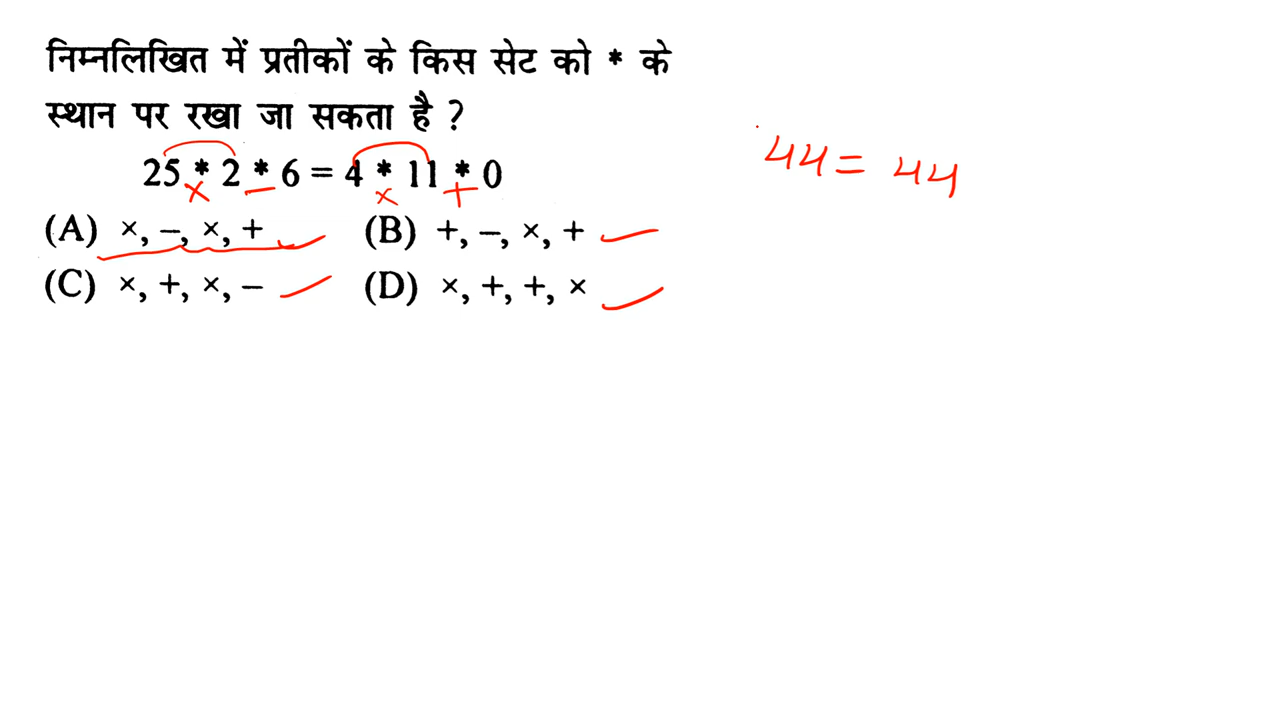 निम्नलिखित में प्रतीकों के किस सेट को * के
स्थान पर रखा जा सकता है ?
25 * 2 * 6 = 4 * 11 * 0
× − × +
(A) ×, –, ×, + (B) +, –, ×, +
(C) ×, +, ×, – (D) ×, +, +, ×
44 = 44